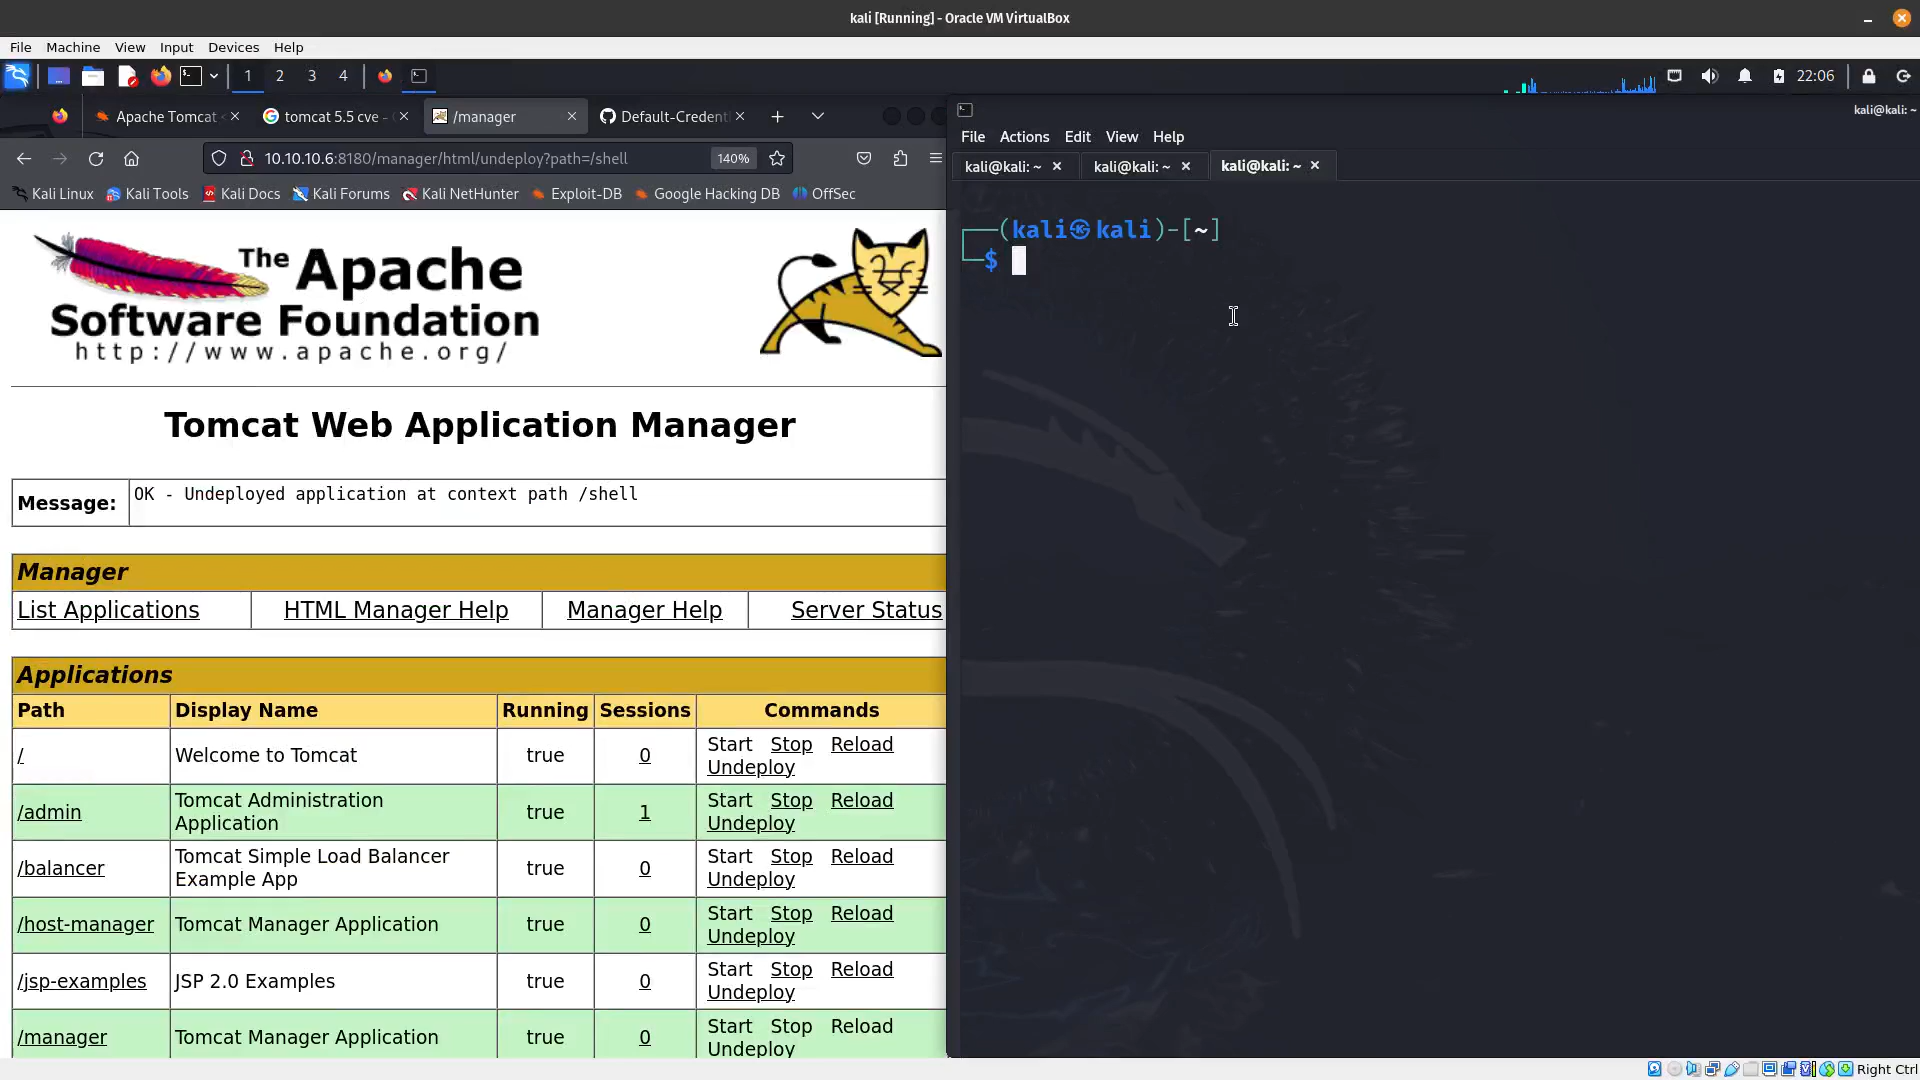 kali [Running] - Oracle VM VirtualBox
File Machine View Input Devices Help
1 2 3 4 22:06
Apache Tomcat tomcat 5.5 cve - /manager Default-Credent
10.10.10.6:8180/manager/html/undeploy?path=/shell 140%
Kali Linux Kali Tools Kali Docs Kali Forums Kali NetHunter Exploit-DB Google Hacking DB OffSec
The Apache
Software Foundation
http://www.apache.org/
Tomcat Web Application Manager
Message: OK - Undeployed application at context path /shell
Manager
List Applications HTML Manager Help Manager Help Server Status
Applications
Path Display Name Running Sessions Commands
/ Welcome to Tomcat true 0 Start Stop Reload
Undeploy
/admin Tomcat Administration
Application true 1 Start Stop Reload
Undeploy
/balancer Tomcat Simple Load Balancer
Example App true 0 Start Stop Reload
Undeploy
/host-manager Tomcat Manager Application true 0 Start Stop Reload
Undeploy
/jsp-examples JSP 2.0 Examples true 0 Start Stop Reload
Undeploy
/manager Tomcat Manager Application true 0 Start Stop Reload
Undeploy
kali@kali: ~
File Actions Edit View Help
kali@kali: ~ kali@kali: ~ kali@kali: ~
(kali㉿kali)-[~]
$
Right Ctrl